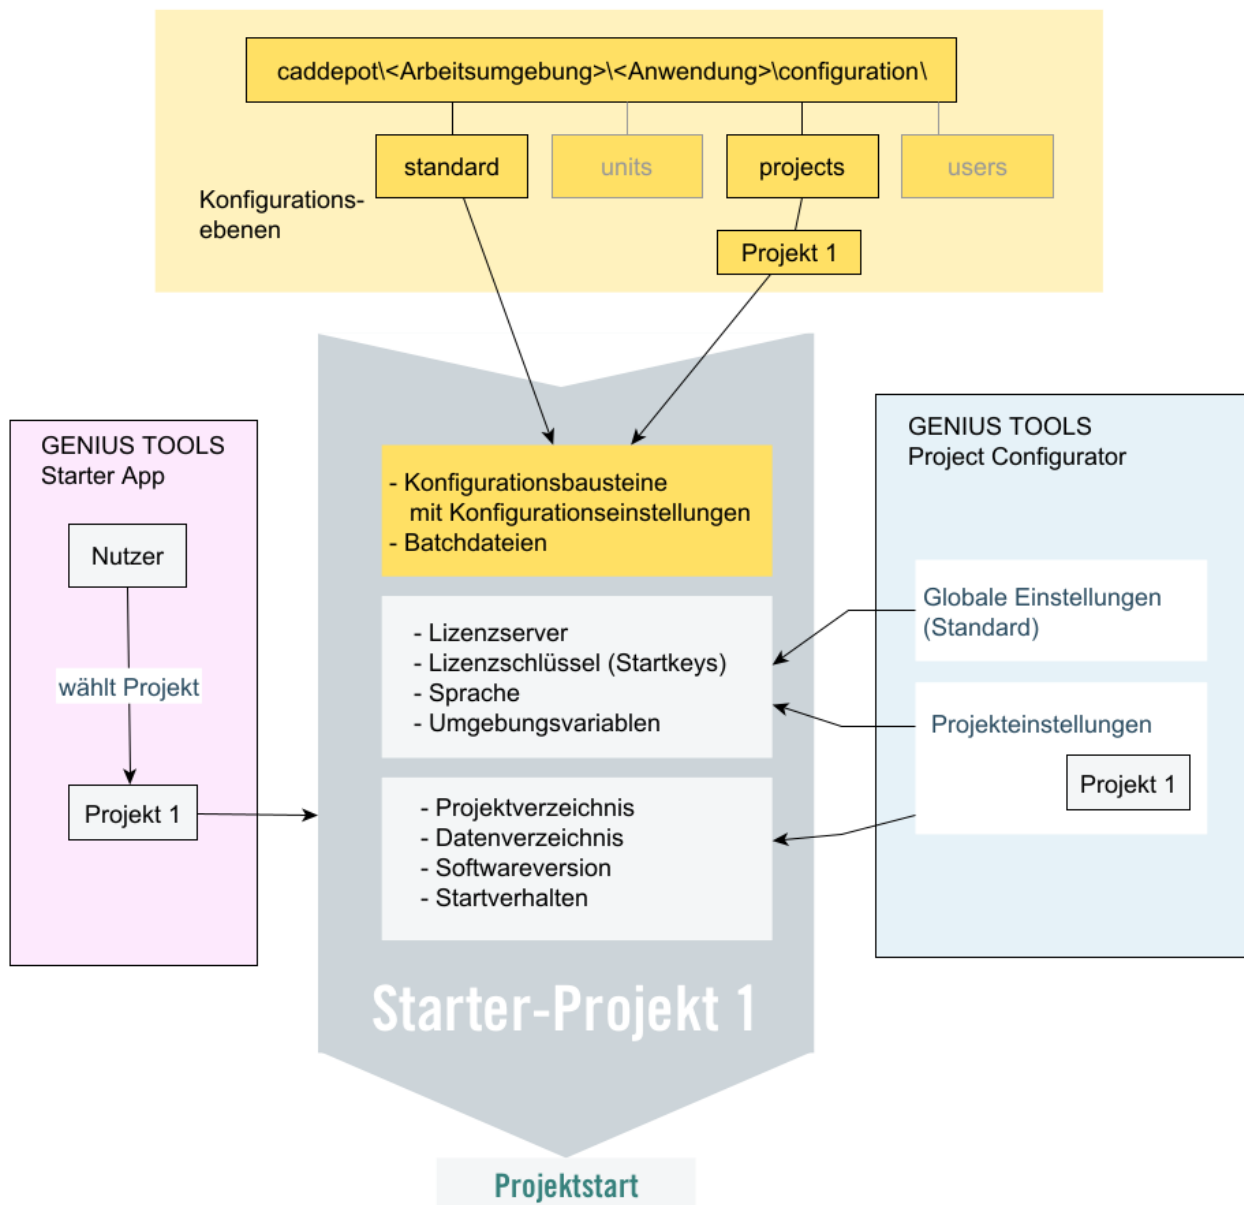 caddepot\<Arbeitsumgebung>\<Anwendung>\configuration\
standard
units
projects
users
Konfigurations-
ebenen
Projekt 1
GENIUS TOOLS
Starter App
Nutzer
wählt Projekt
Projekt 1
- Konfigurationsbausteine
mit Konfigurationseinstellungen
- Batchdateien
- Lizenzserver
- Lizenzschlüssel (Startkeys)
- Sprache
- Umgebungsvariablen
- Projektverzeichnis
- Datenverzeichnis
- Softwareversion
- Startverhalten
GENIUS TOOLS
Project Configurator
Globale Einstellungen
(Standard)
Projekteinstellungen
Projekt 1
Starter-Projekt 1
Projektstart